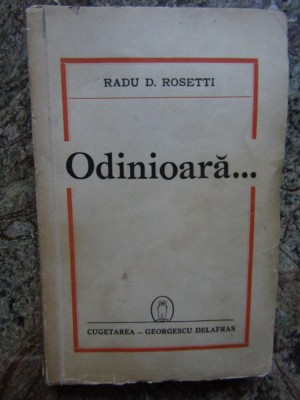 RADU D. ROSETTI
Odinioară...
CUGETAREA — GEORGESCU DELAFRAS